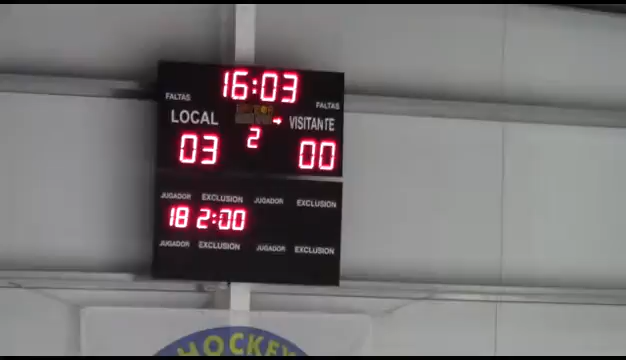 16:03
FALTAS FALTAS
LOCAL VISITANTE
2
03 00
JUGADOR EXCLUSION JUGADOR EXCLUSION
18 2:00
JUGADOR EXCLUSION JUGADOR EXCLUSION
HOCKEY